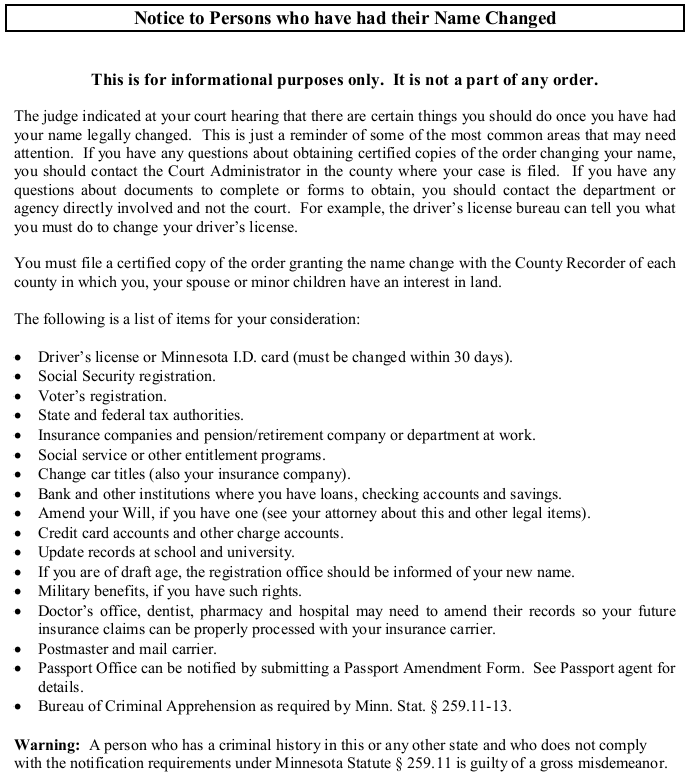 Notice to Persons who have had their Name Changed
This is for informational purposes only.  It is not a part of any order.
The judge indicated at your court hearing that there are certain things you should do once you have had
your name legally changed.  This is just a reminder of some of the most common areas that may need
attention.  If you have any questions about obtaining certified copies of the order changing your name,
you should contact the Court Administrator in the county where your case is filed.  If you have any
questions about documents to complete or forms to obtain, you should contact the department or
agency directly involved and not the court.  For example, the driver's license bureau can tell you what
you must do to change your driver's license.
You must file a certified copy of the order granting the name change with the County Recorder of each
county in which you, your spouse or minor children have an interest in land.
The following is a list of items for your consideration:
• Driver's license or Minnesota I.D. card (must be changed within 30 days).
• Social Security registration.
• Voter's registration.
• State and federal tax authorities.
• Insurance companies and pension/retirement company or department at work.
• Social service or other entitlement programs.
• Change car titles (also your insurance company).
• Bank and other institutions where you have loans, checking accounts and savings.
• Amend your Will, if you have one (see your attorney about this and other legal items).
• Credit card accounts and other charge accounts.
• Update records at school and university.
• If you are of draft age, the registration office should be informed of your new name.
• Military benefits, if you have such rights.
• Doctor's office, dentist, pharmacy and hospital may need to amend their records so your future
insurance claims can be properly processed with your insurance carrier.
• Postmaster and mail carrier.
• Passport Office can be notified by submitting a Passport Amendment Form.  See Passport agent for
details.
• Bureau of Criminal Apprehension as required by Minn. Stat. § 259.11-13.
Warning:  A person who has a criminal history in this or any other state and who does not comply
with the notification requirements under Minnesota Statute § 259.11 is guilty of a gross misdemeanor.